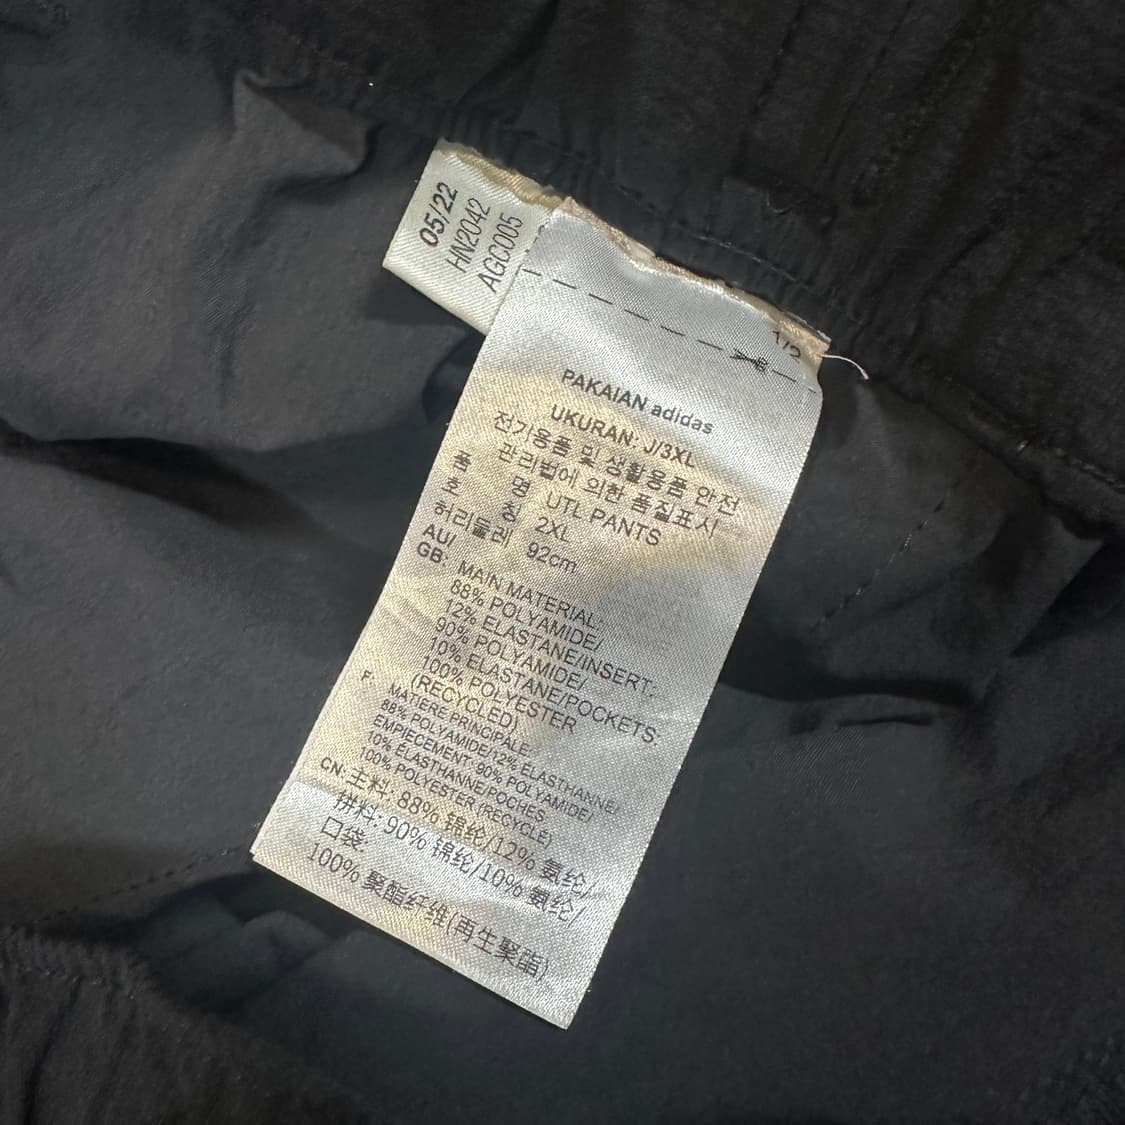 05/22
HN2042
AGC005
1/2
PAKAIAN adidas
UKURAN: J/3XL
전기용품 및 생활용품 안전
관리법에 의한 품질표시
품 명 UTL PANTS
호 칭 2XL
허리둘레 92cm
AU/
GB: MAIN MATERIAL:
88% POLYAMIDE/
12% ELASTANE/INSERT:
90% POLYAMIDE/
10% ELASTANE/POCKETS:
100% POLYESTER
(RECYCLED)
F: MATIÈRE PRINCIPALE:
88% POLYAMIDE/12% ÉLASTHANNE/
EMPIECEMENT: 90% POLYAMIDE/
10% ÉLASTHANNE/POCHES:
100% POLYESTER (RECYCLÉ)
CN: 主料: 88% 锦纶/12% 氨纶/
拼料: 90% 锦纶/10% 氨纶/
口袋:
100% 聚酯纤维(再生聚酯)